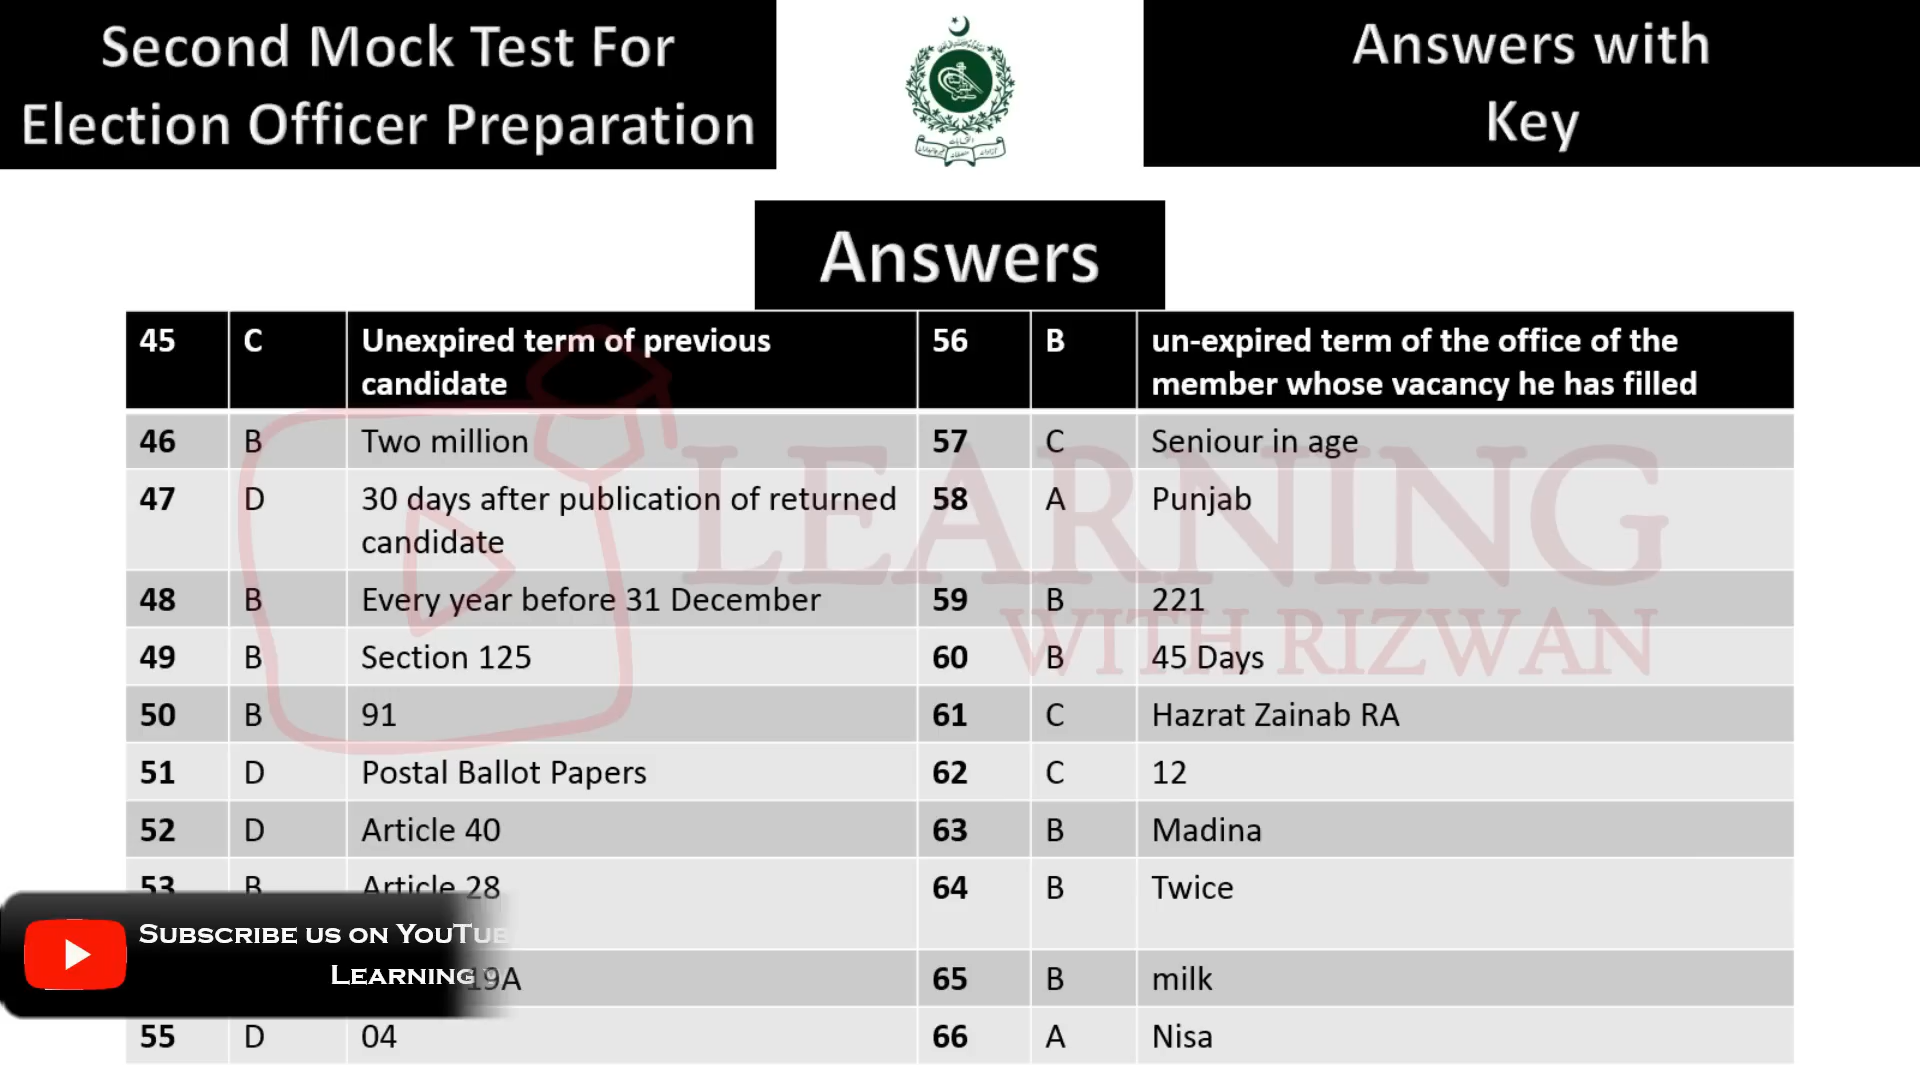 Second Mock Test For
Election Officer Preparation
Answers with
Key
Answers
45 C Unexpired term of previous
candidate
56 B un-expired term of the office of the
member whose vacancy he has filled
46 B Two million 57 C Seniour in age
47 D 30 days after publication of returned
candidate
58 A Punjab
48 B Every year before 31 December 59 B 221
49 B Section 125 60 B 45 Days
50 B 91 61 C Hazrat Zainab RA
51 D Postal Ballot Papers 62 C 12
52 D Article 40 63 B Madina
53 B Article 28 64 B Twice
19A 65 B milk
55 D 04 66 A Nisa
LEARNING
WITH RIZWAN
SUBSCRIBE US ON YOUTUB
LEARNING